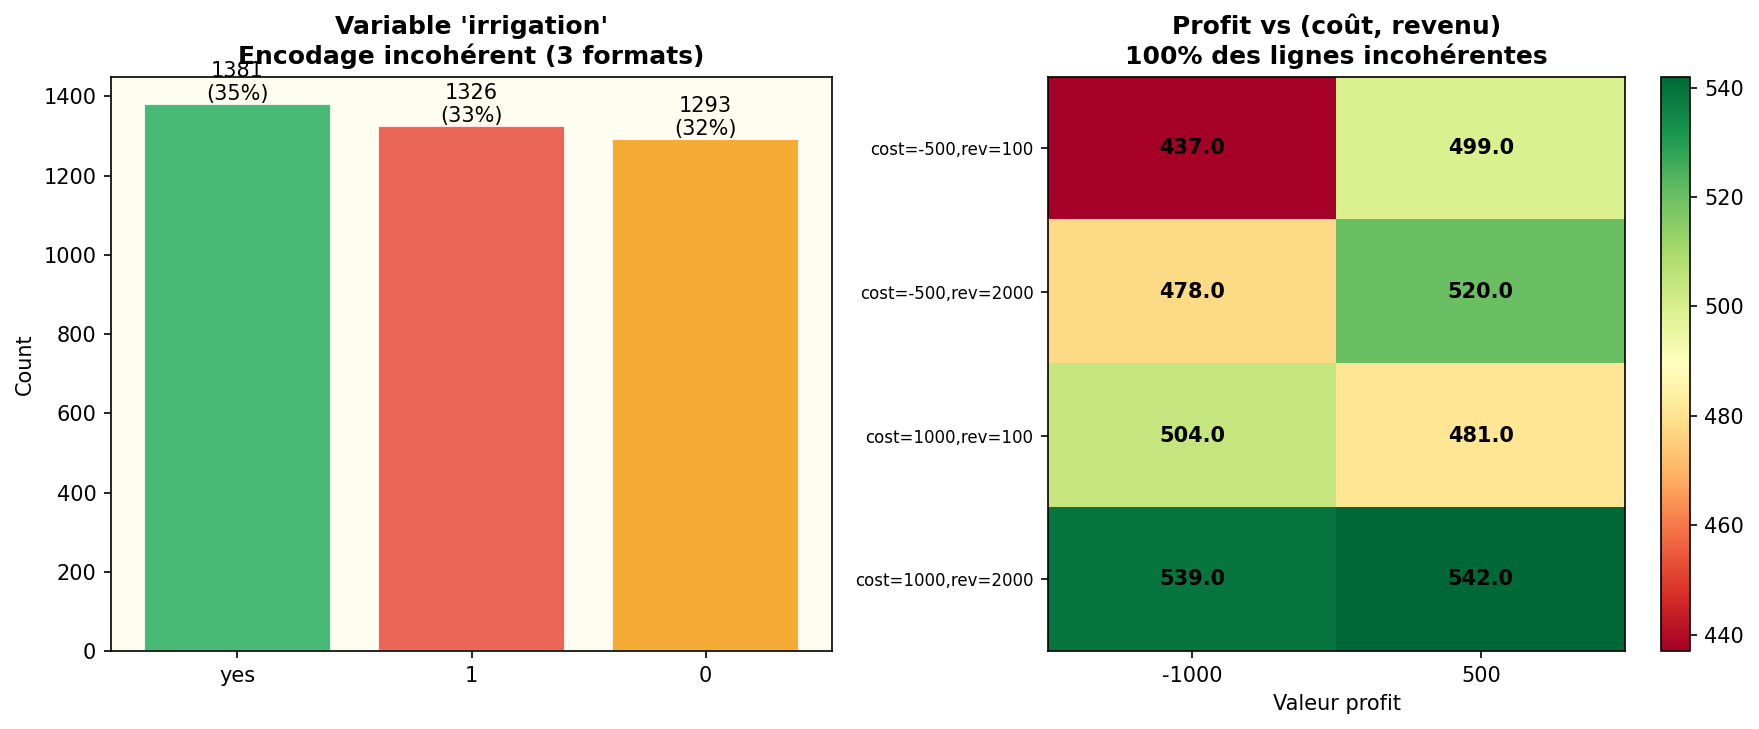 Variable 'irrigation'
Encodage incohérent (3 formats)
1381
(35%)
1326
(33%)
1293
(32%)
1400
1200
1000
800
600
400
200
0
Count
yes
1
0
Profit vs (coût, revenu)
100% des lignes incohérentes
cost=-500,rev=100
437.0
499.0
cost=-500,rev=2000
478.0
520.0
cost=1000,rev=100
504.0
481.0
cost=1000,rev=2000
539.0
542.0
-1000
500
Valeur profit
540
520
500
480
460
440